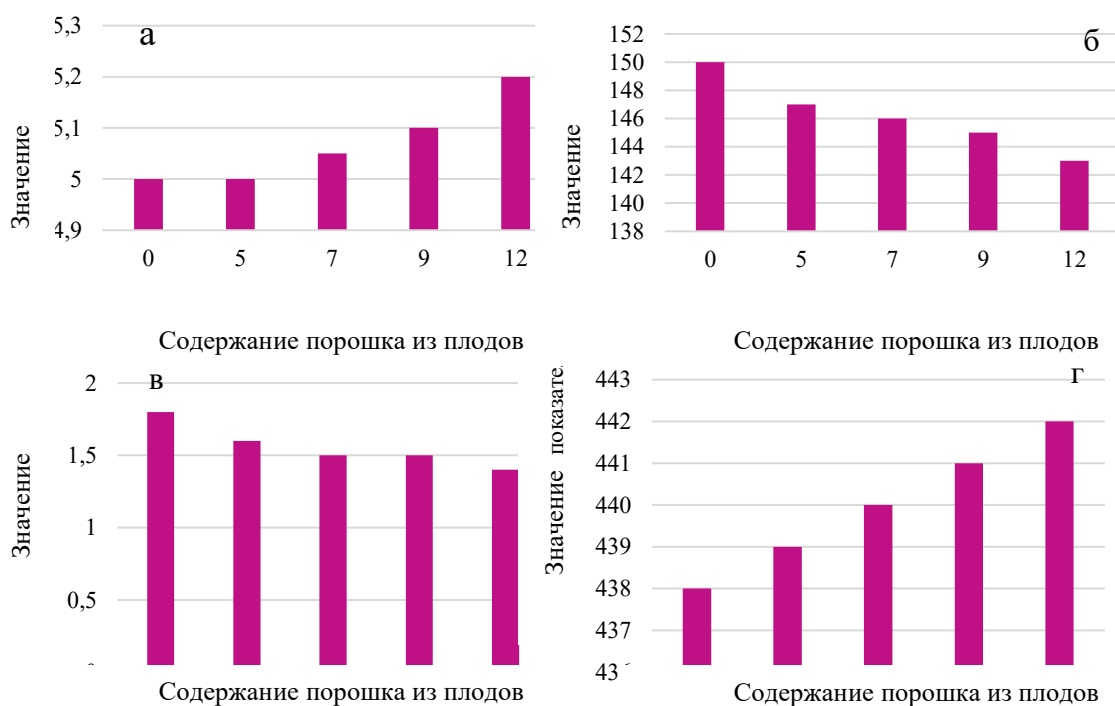 а
5,3
5,2
5,1
5
4,9
Значение
0 5 7 9 12
Содержание порошка из плодов
б
152
150
148
146
144
142
140
138
Значение
0 5 7 9 12
Содержание порошка из плодов
в
2
1,5
1
0,5
Значение
Содержание порошка из плодов
г
443
442
441
440
439
438
437
43
Значение показате
Содержание порошка из плодов